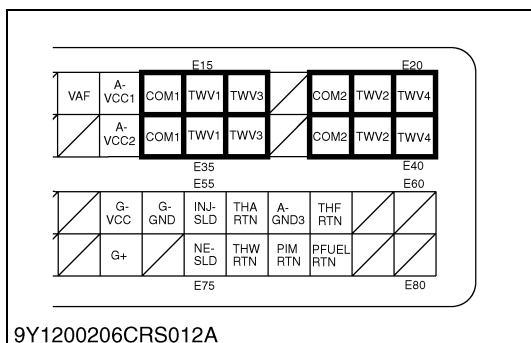 E15 E20
VAF A-VCC1 COM1 TWV1 TWV3 COM2 TWV2 TWV4
A-VCC2 COM1 TWV1 TWV3 COM2 TWV2 TWV4
E35 E40
E55 E60
G-VCC G-GND INJ-SLD THA RTN A-GND3 THF RTN
G+ NE-SLD THW RTN PIM RTN PFUEL RTN
E75 E80
9Y1200206CRS012A